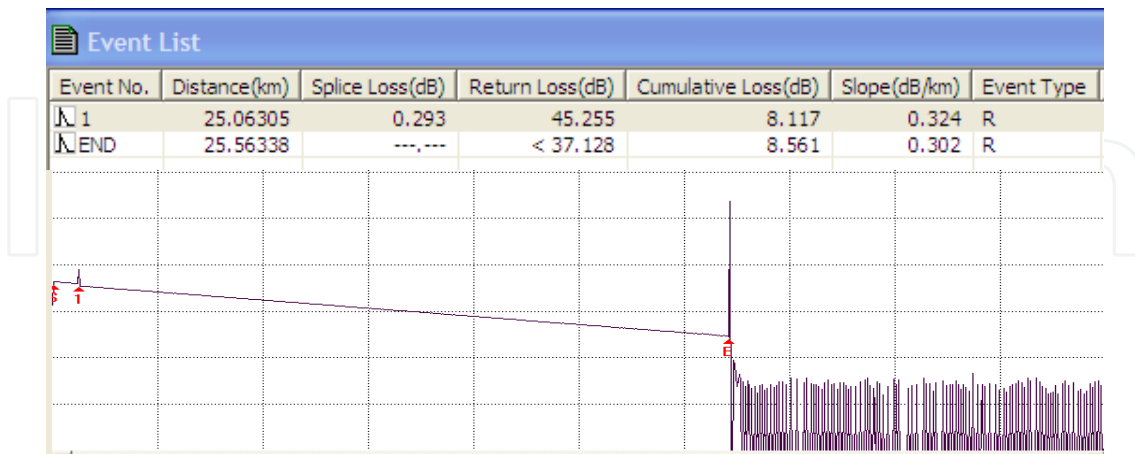 Event List
Event No. Distance(km) Splice Loss(dB) Return Loss(dB) Cumulative Loss(dB) Slope(dB/km) Event Type
1 25.06305 0.293 45.255 8.117 0.324 R
END 25.56338 ---.--- < 37.128 8.561 0.302 R
S 1
E